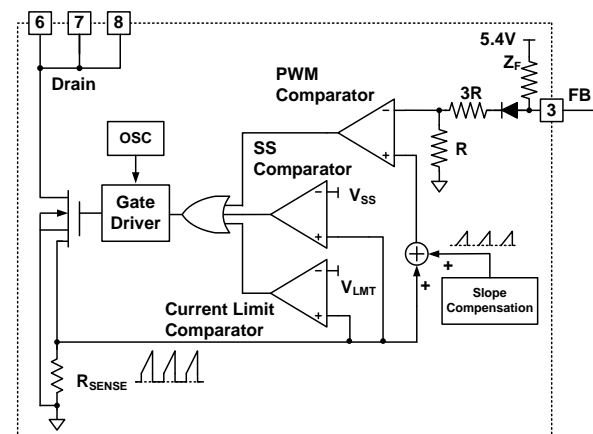 6 7 8
5.4V
Drain
ZF
PWM
Comparator
3R
3
FB
-
+
R
OSC
SS
Comparator
VSS
-
+
Gate
Driver
+
+
VLMT
-
+
Slope
Compensation
Current Limit
Comparator
RSENSE